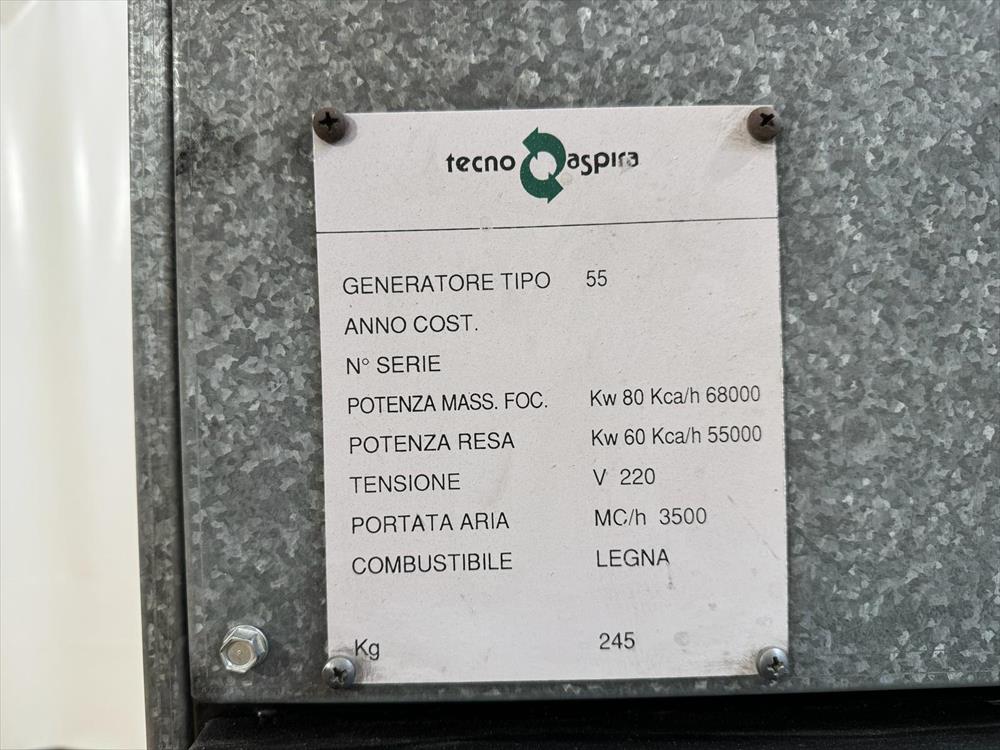 tecno aspira
GENERATORE TIPO 55
ANNO COST.
N° SERIE
POTENZA MASS. FOC. Kw 80 Kca/h 68000
POTENZA RESA Kw 60 Kca/h 55000
TENSIONE V 220
PORTATA ARIA MC/h 3500
COMBUSTIBILE LEGNA
Kg 245